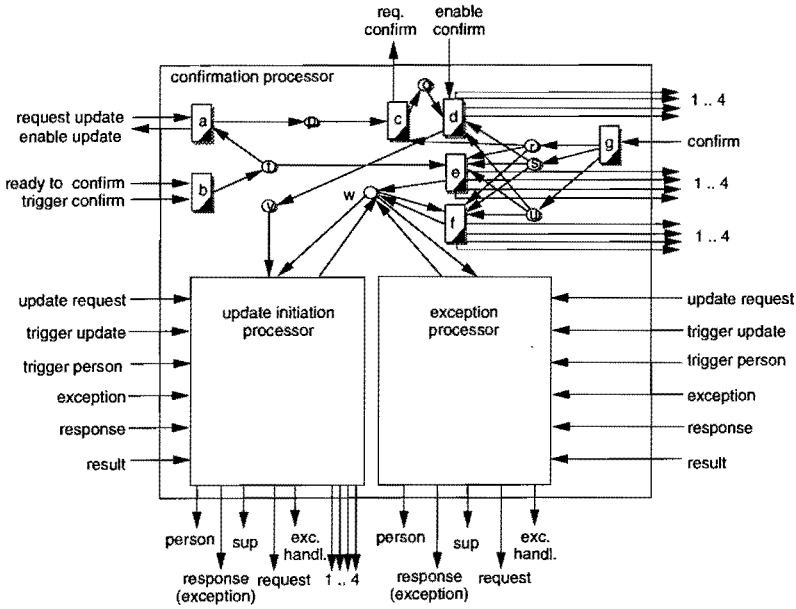 req.
confirm
enable
confirm
confirmation processor
request update
enable update
a
p
c
q
d
1 .. 4
g
confirm
r
s
t
e
ready to confirm
trigger confirm
b
v
w
f
u
1 .. 4
1 .. 4
update initiation
processor
exception
processor
update request
trigger update
trigger person
exception
response
result
update request
trigger update
trigger person
exception
response
result
person
sup
exc.
handl.
response
(exception)
request
1 .. 4
person
sup
exc.
handl.
response
(exception)
request